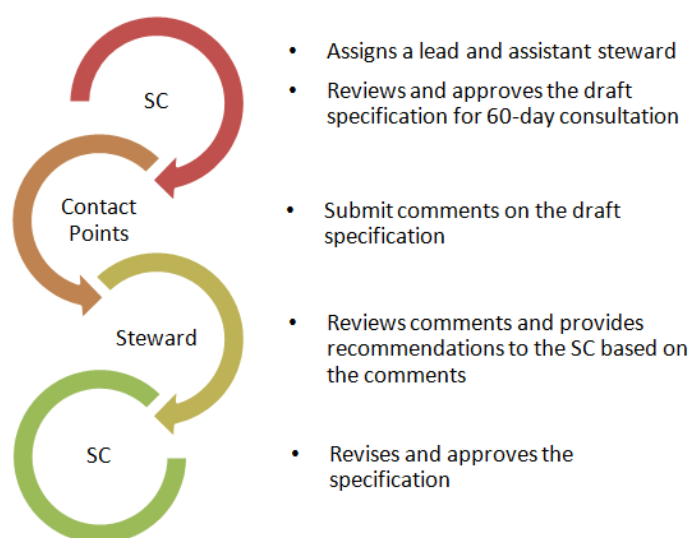 SC
• Assigns a lead and assistant steward
• Reviews and approves the draft
specification for 60-day consultation
Contact
Points
• Submit comments on the draft
specification
Steward
• Reviews comments and provides
recommendations to the SC based on
the comments
SC
• Revises and approves the
specification